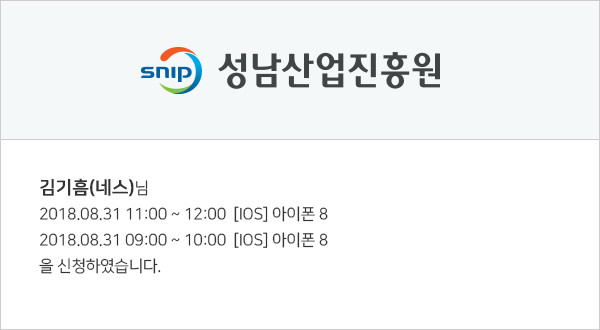 snip 성남산업진흥원
김기흠(네스)님
2018.08.31 11:00 ~ 12:00 [IOS] 아이폰 8
2018.08.31 09:00 ~ 10:00 [IOS] 아이폰 8
을 신청하였습니다.